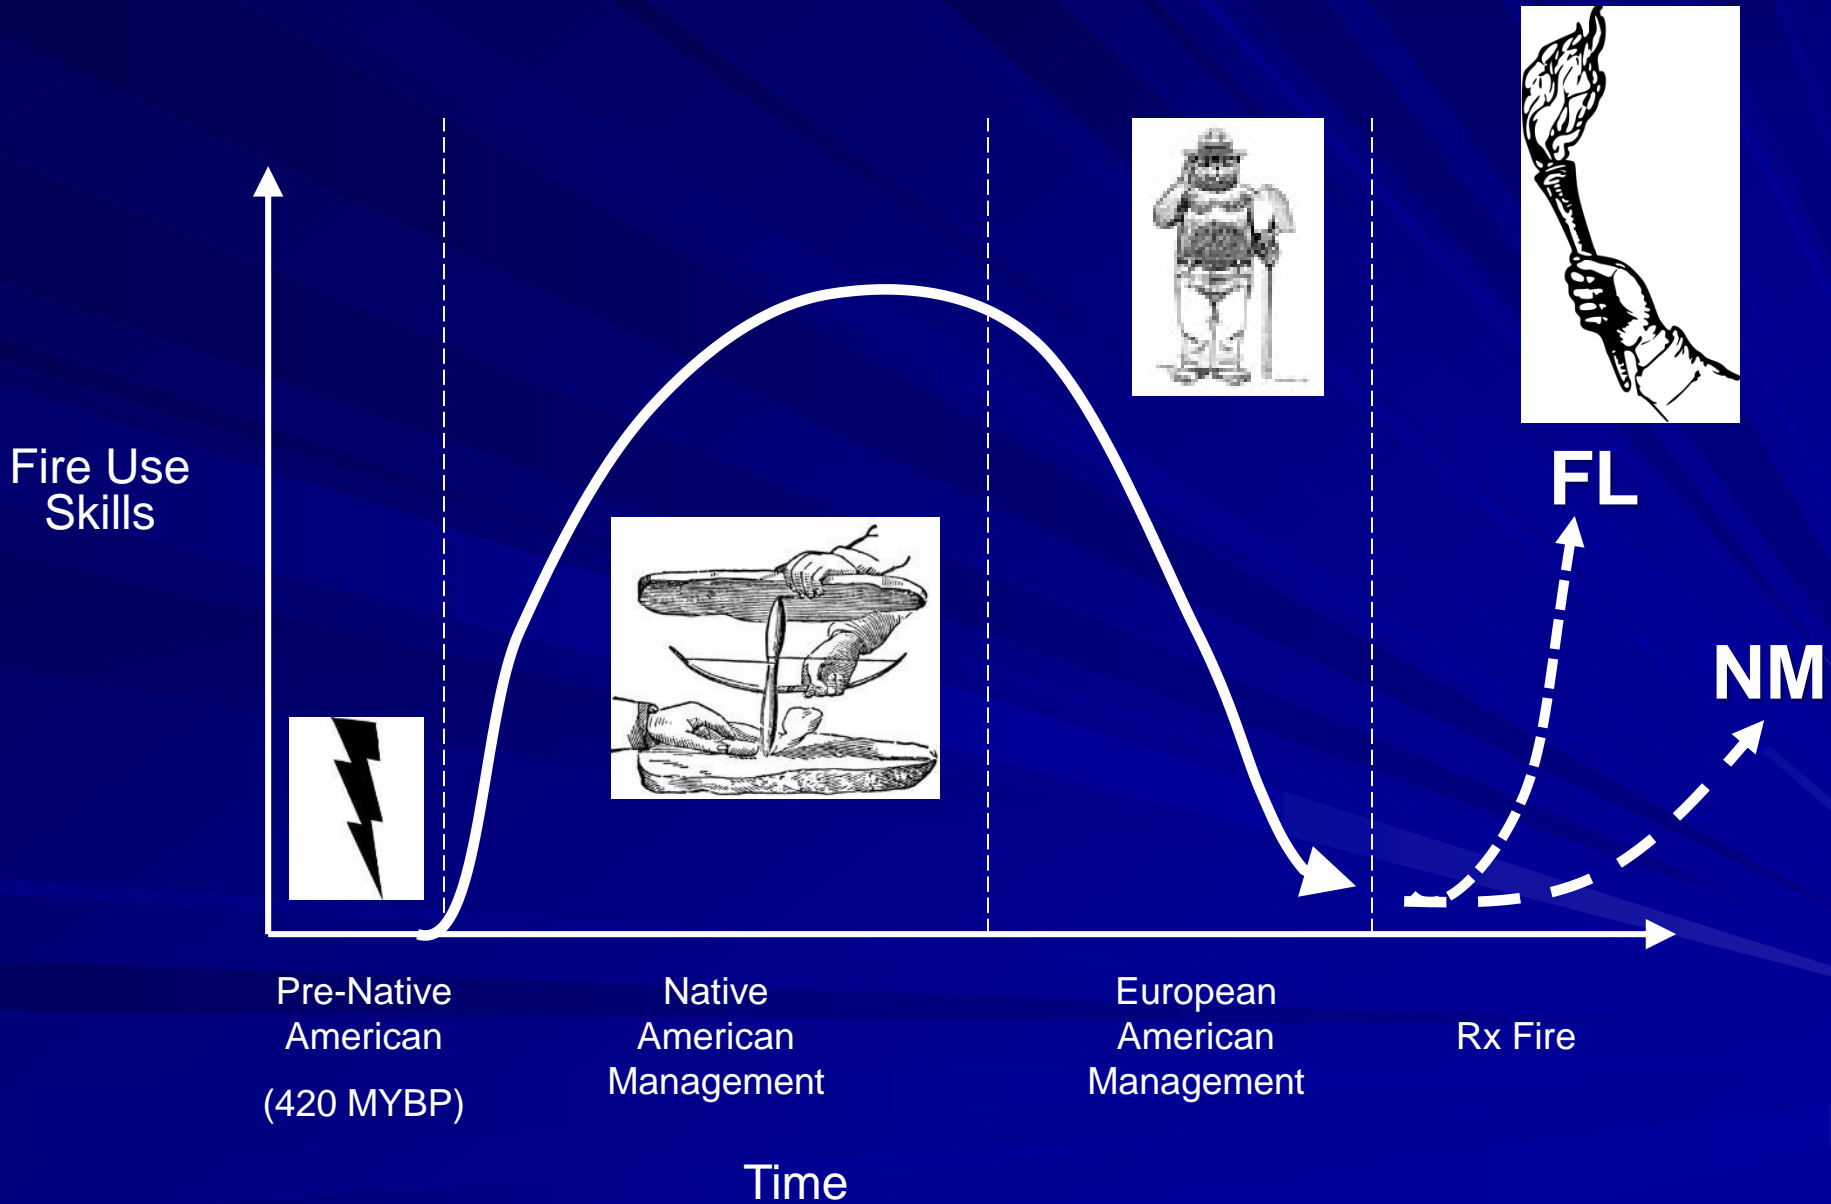 Fire Use
Skills
FL
NM
Pre-Native
American
(420 MYBP)
Native
American
Management
European
American
Management
Rx Fire
Time